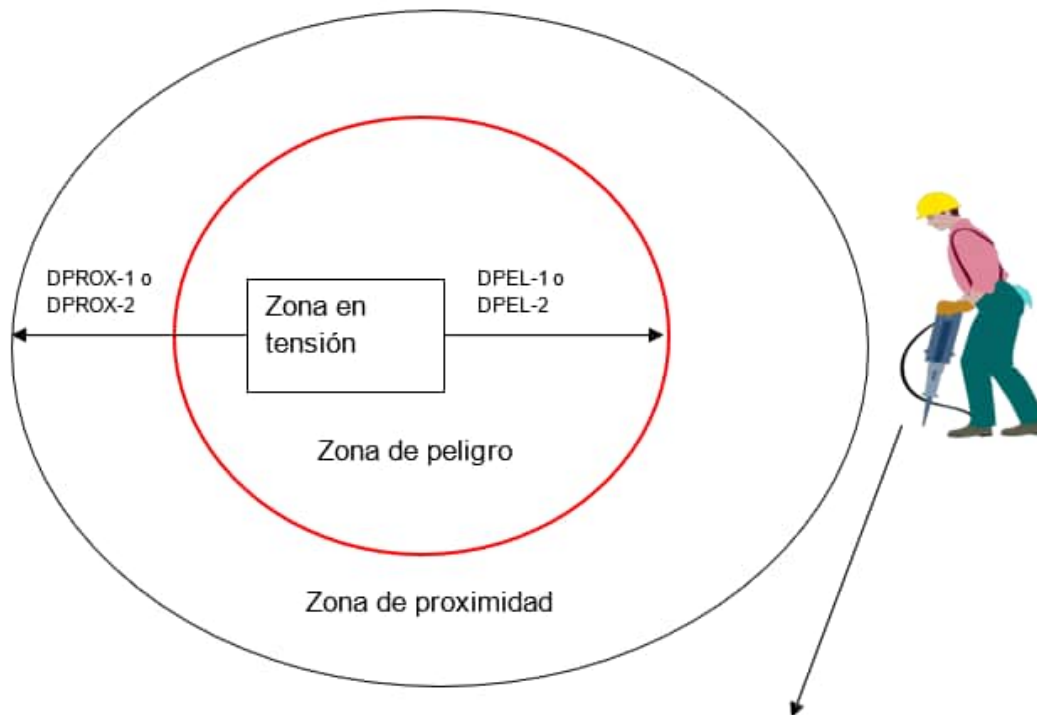 DPROX-1 o
DPROX-2
Zona en
tensión
DPEL-1 o
DPEL-2
Zona de peligro
Zona de proximidad